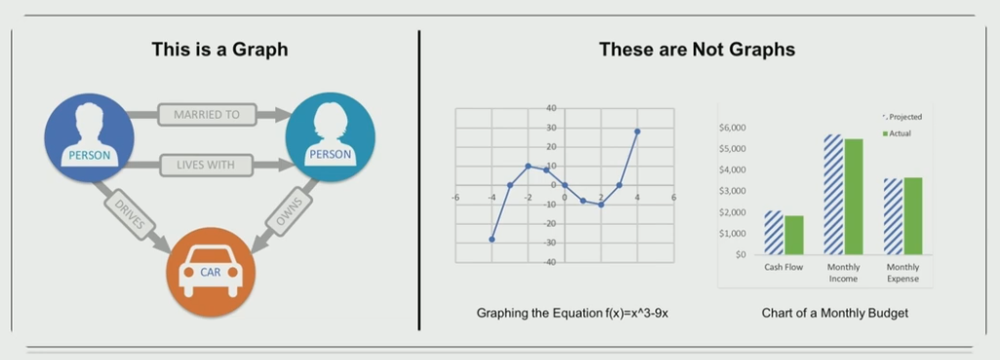 This is a Graph
MARRIED TO
PERSON
PERSON
LIVES WITH
DRIVES
OWNS
CAR
These are Not Graphs
40
30
20
10
0
-10
-20
-30
-40
-6
-4
-2
0
2
4
6
Graphing the Equation f(x)=x^3-9x
Projected
Actual
$6,000
$5,000
$4,000
$3,000
$2,000
$1,000
$0
Cash Flow
Monthly
Income
Monthly
Expense
Chart of a Monthly Budget